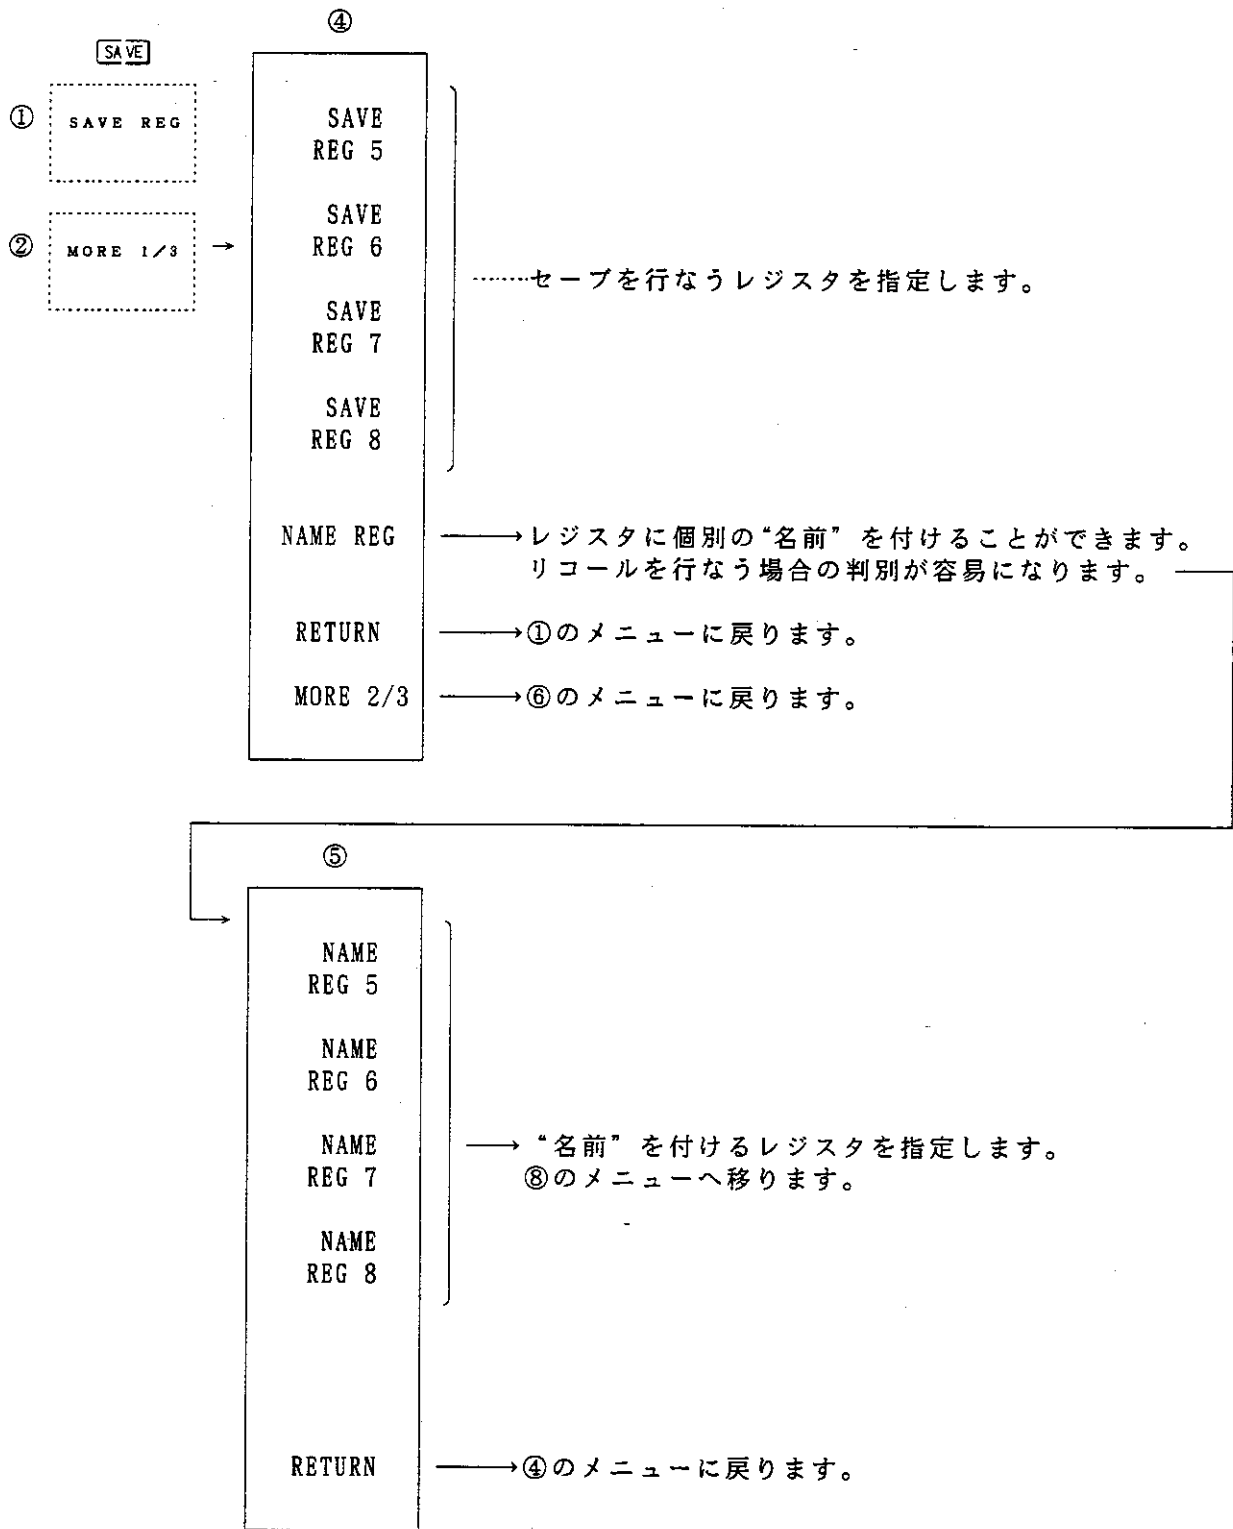 ④
SAVE
① SAVE REG
② MORE 1/3 →
SAVE
REG 5
SAVE
REG 6
SAVE
REG 7
SAVE
REG 8
……セーブを行なうレジスタを指定します。
NAME REG → レジスタに個別の“名前”を付けることができます。
リコールを行なう場合の判別が容易になります。
RETURN → ①のメニューに戻ります。
MORE 2/3 → ⑥のメニューに戻ります。
⑤
NAME
REG 5
NAME
REG 6
NAME
REG 7
NAME
REG 8
→ “名前”を付けるレジスタを指定します。
⑧のメニューへ移ります。
RETURN → ④のメニューに戻ります。